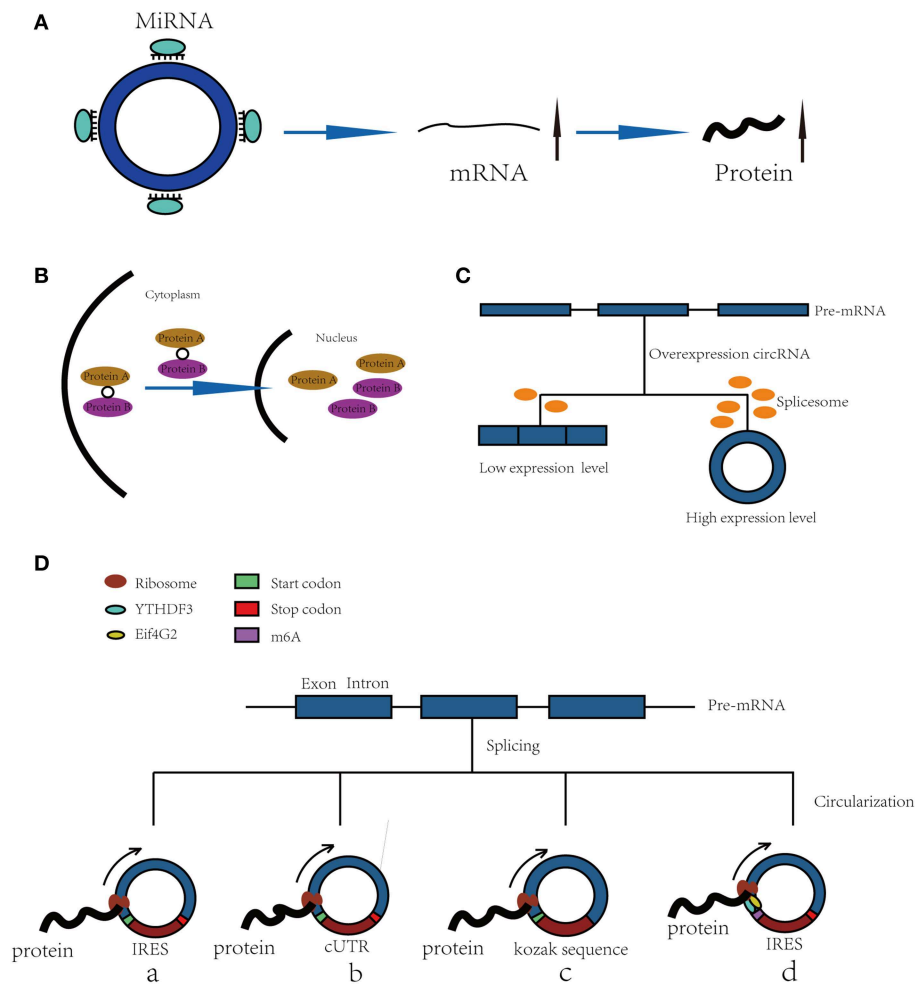 A
MiRNA
mRNA
Protein
B
Cytoplasm
Protein A
Protein B
Protein A
Protein B
Nucleus
Protein A
Protein A
Protein B
Protein B
C
Pre-mRNA
Overexpression circRNA
Splicesome
Low expression level
High expression level
D
Ribosome
YTHDF3
Eif4G2
Start codon
Stop codon
m6A
Exon Intron
Pre-mRNA
Splicing
Circularization
protein
IRES
a
protein
cUTR
b
protein
kozak sequence
c
protein
IRES
d